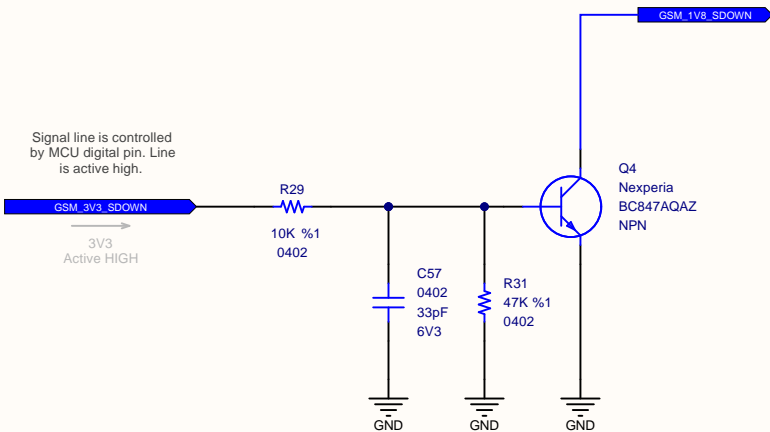 GSM_1V8_SDOWN
Signal line is controlled
by MCU digital pin. Line
is active high.
GSM_3V3_SDOWN
3V3
Active HIGH
R29
10K %1
0402
C57
0402
33pF
6V3
R31
47K %1
0402
Q4
Nexperia
BC847AQAZ
NPN
GND
GND
GND